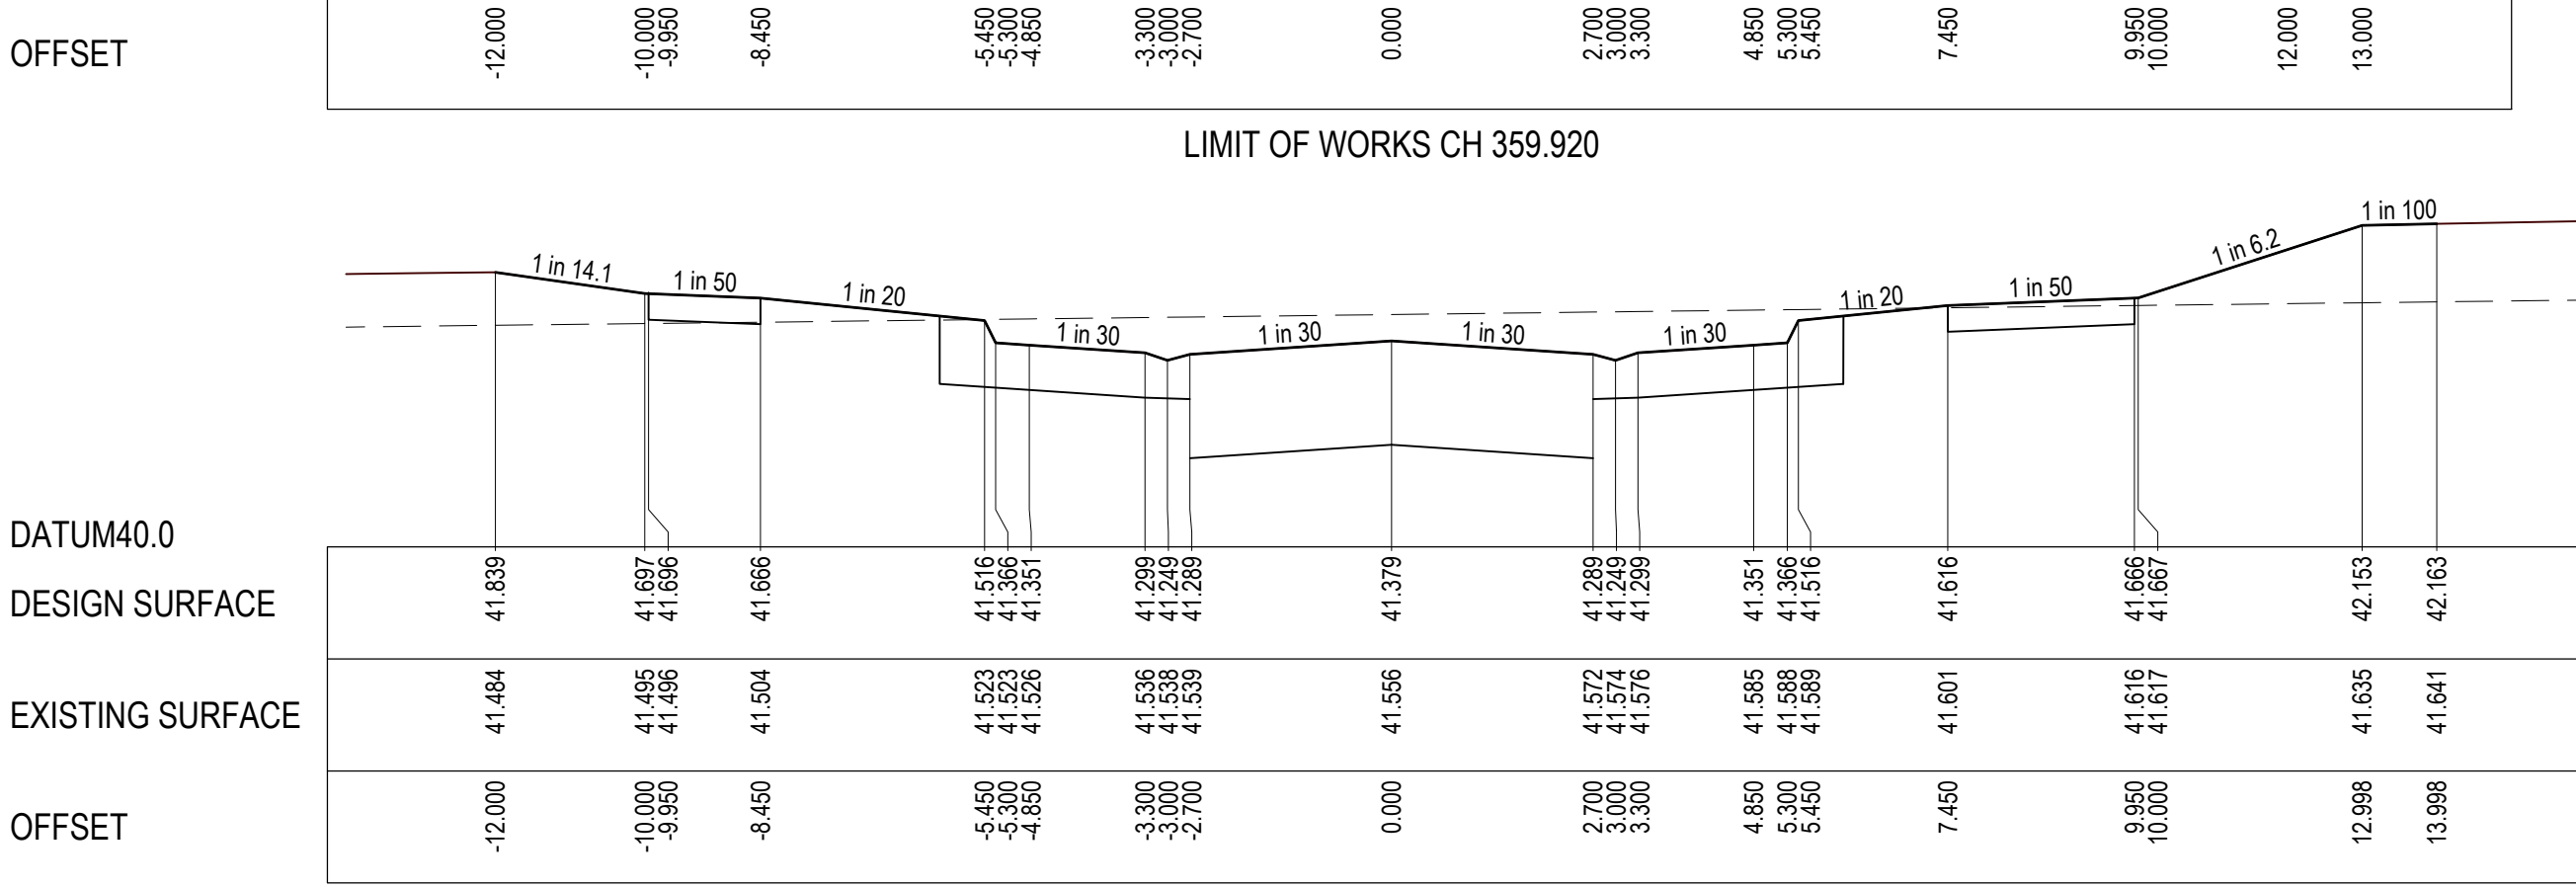 OFFSET -12.000 -10.000 -9.950 -8.450 -5.450 -5.300 -4.850 -3.300 -3.000 -2.700 0.000 2.700 3.000 3.300 4.850 5.300 5.450 7.450 9.950 10.000 12.000 13.000
LIMIT OF WORKS CH 359.920
1 in 14.1 1 in 50 1 in 20 1 in 30 1 in 30 1 in 30 1 in 30 1 in 20 1 in 50 1 in 6.2 1 in 100
DATUM40.0
DESIGN SURFACE 41.839 41.697 41.696 41.666 41.516 41.366 41.351 41.299 41.249 41.289 41.379 41.289 41.249 41.299 41.351 41.366 41.516 41.616 41.666 41.667 42.153 42.163
EXISTING SURFACE 41.484 41.495 41.496 41.504 41.523 41.523 41.526 41.536 41.538 41.539 41.556 41.572 41.574 41.576 41.585 41.588 41.589 41.601 41.616 41.617 41.635 41.641
OFFSET -12.000 -10.000 -9.950 -8.450 -5.450 -5.300 -4.850 -3.300 -3.000 -2.700 0.000 2.700 3.000 3.300 4.850 5.300 5.450 7.450 9.950 10.000 12.998 13.998